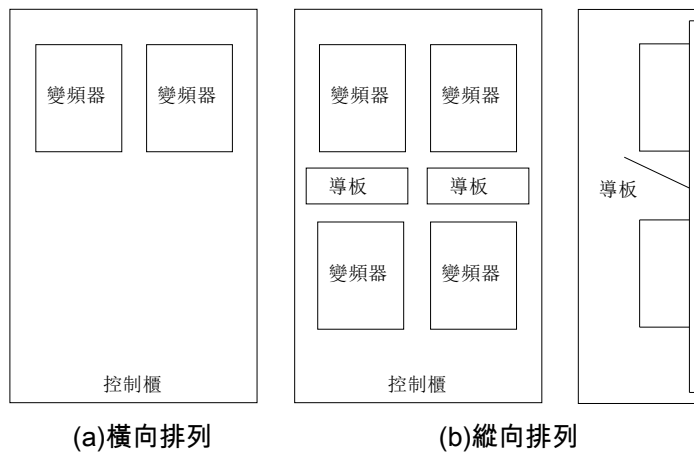 變頻器 變頻器
變頻器 變頻器
導板 導板
導板
變頻器 變頻器
控制櫃
控制櫃
(a)橫向排列
(b)縱向排列